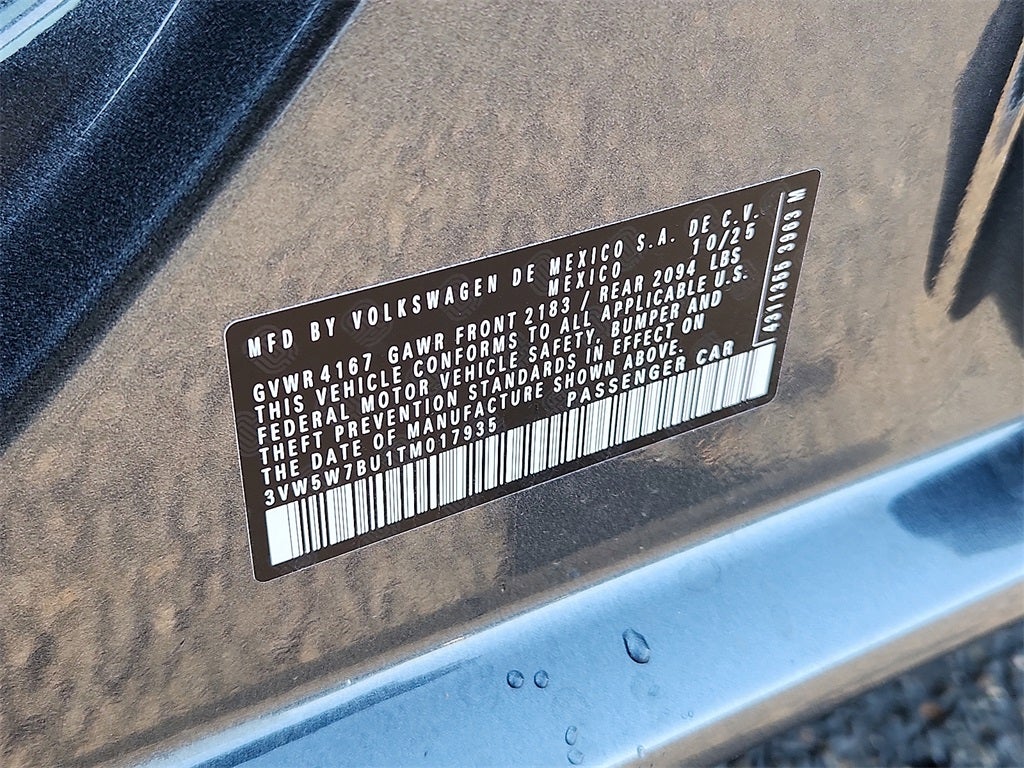 MFD BY VOLKSWAGEN DE MEXICO S.A. DE C.V.
MEXICO 10/25
GVWR 4167 GAWR FRONT 2183 / REAR 2094 LBS
THIS VEHICLE CONFORMS TO ALL APPLICABLE U.S.
FEDERAL MOTOR VEHICLE SAFETY, BUMPER AND
THEFT PREVENTION STANDARDS IN EFFECT ON
THE DATE OF MANUFACTURE SHOWN ABOVE.
3VW5W7BU1TM017935 PASSENGER CAR
4311366 3983 M